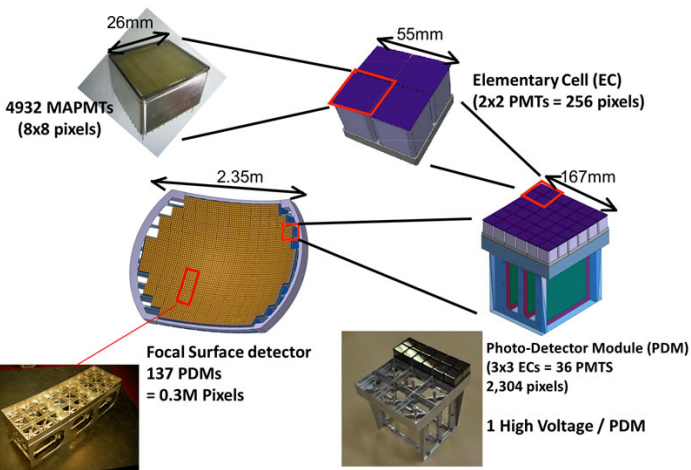 26mm
4932 MAPMTs
(8x8 pixels)
55mm
Elementary Cell (EC)
(2x2 PMTs = 256 pixels)
2.35m
167mm
Focal Surface detector
137 PDMs
= 0.3M Pixels
Photo-Detector Module (PDM)
(3x3 ECs = 36 PMTS
2,304 pixels)
1 High Voltage / PDM